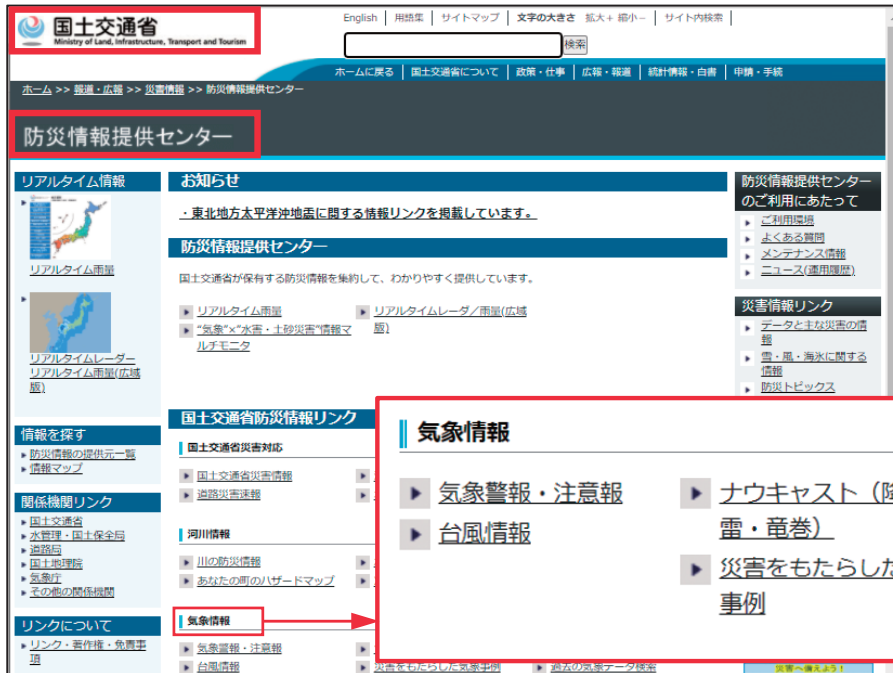 国土交通省
Ministry of Land, Infrastructure, Transport and Tourism
English │ 用語集 │ サイトマップ │ 文字の大きさ 拡大+ 縮小- │ サイト内検索 │
検索
ホームに戻る │ 国土交通省について │ 政策・仕事 │ 広報・報道 │ 統計情報・白書 │ 申請・手続
ホーム >> 報道・広報 >> 災害情報 >> 防災情報提供センター
防災情報提供センター
リアルタイム情報
リアルタイム雨量
リアルタイムレーダー
リアルタイム雨量(広域
版)
情報を探す
防災情報の提供元一覧
情報マップ
関係機関リンク
国土交通省
水管理・国土保全局
道路局
国土地理院
気象庁
その他の関係機関
リンクについて
リンク・著作権・免責事
項
お知らせ
・東北地方太平洋沖地震に関する情報リンクを掲載しています。
防災情報提供センター
国土交通省が保有する防災情報を集約して、わかりやすく提供しています。
リアルタイム雨量
リアルタイムレーダ/雨量(広域
版)
"気象"×"水害・土砂災害"情報マ
ルチモニタ
国土交通省防災情報リンク
国土交通省災害対応
国土交通省災害情報
道路災害速報
河川情報
川の防災情報
あなたの町のハザードマップ
気象情報
気象警報・注意報
台風情報
災害をもたらした気象事例
過去の気象データ検索
防災情報提供センター
のご利用にあたって
ご利用環境
よくある質問
メンテナンス情報
ニュース(運用履歴)
災害情報リンク
データと主な災害の情
報
雪・風・海氷に関する
情報
防災トピックス
気象情報
気象警報・注意報
台風情報
ナウキャスト（降
雷・竜巻）
災害をもたらした
事例
災害へ備えよう！